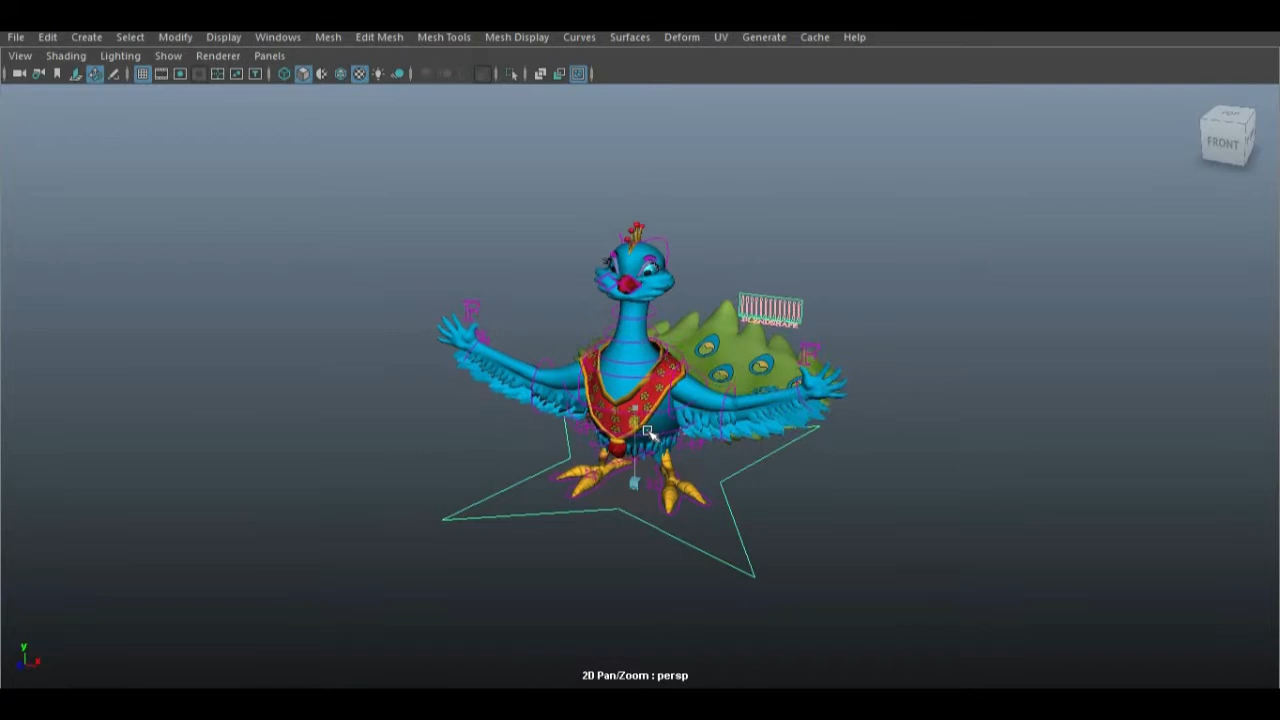 File Edit Create Select Modify Display Windows Mesh Edit Mesh Mesh Tools Mesh Display Curves Surfaces Deform UV Generate Cache Help
View Shading Lighting Show Renderer Panels
TOP
FRONT
BLENDSHAPE
y
x
2D Pan/Zoom : persp